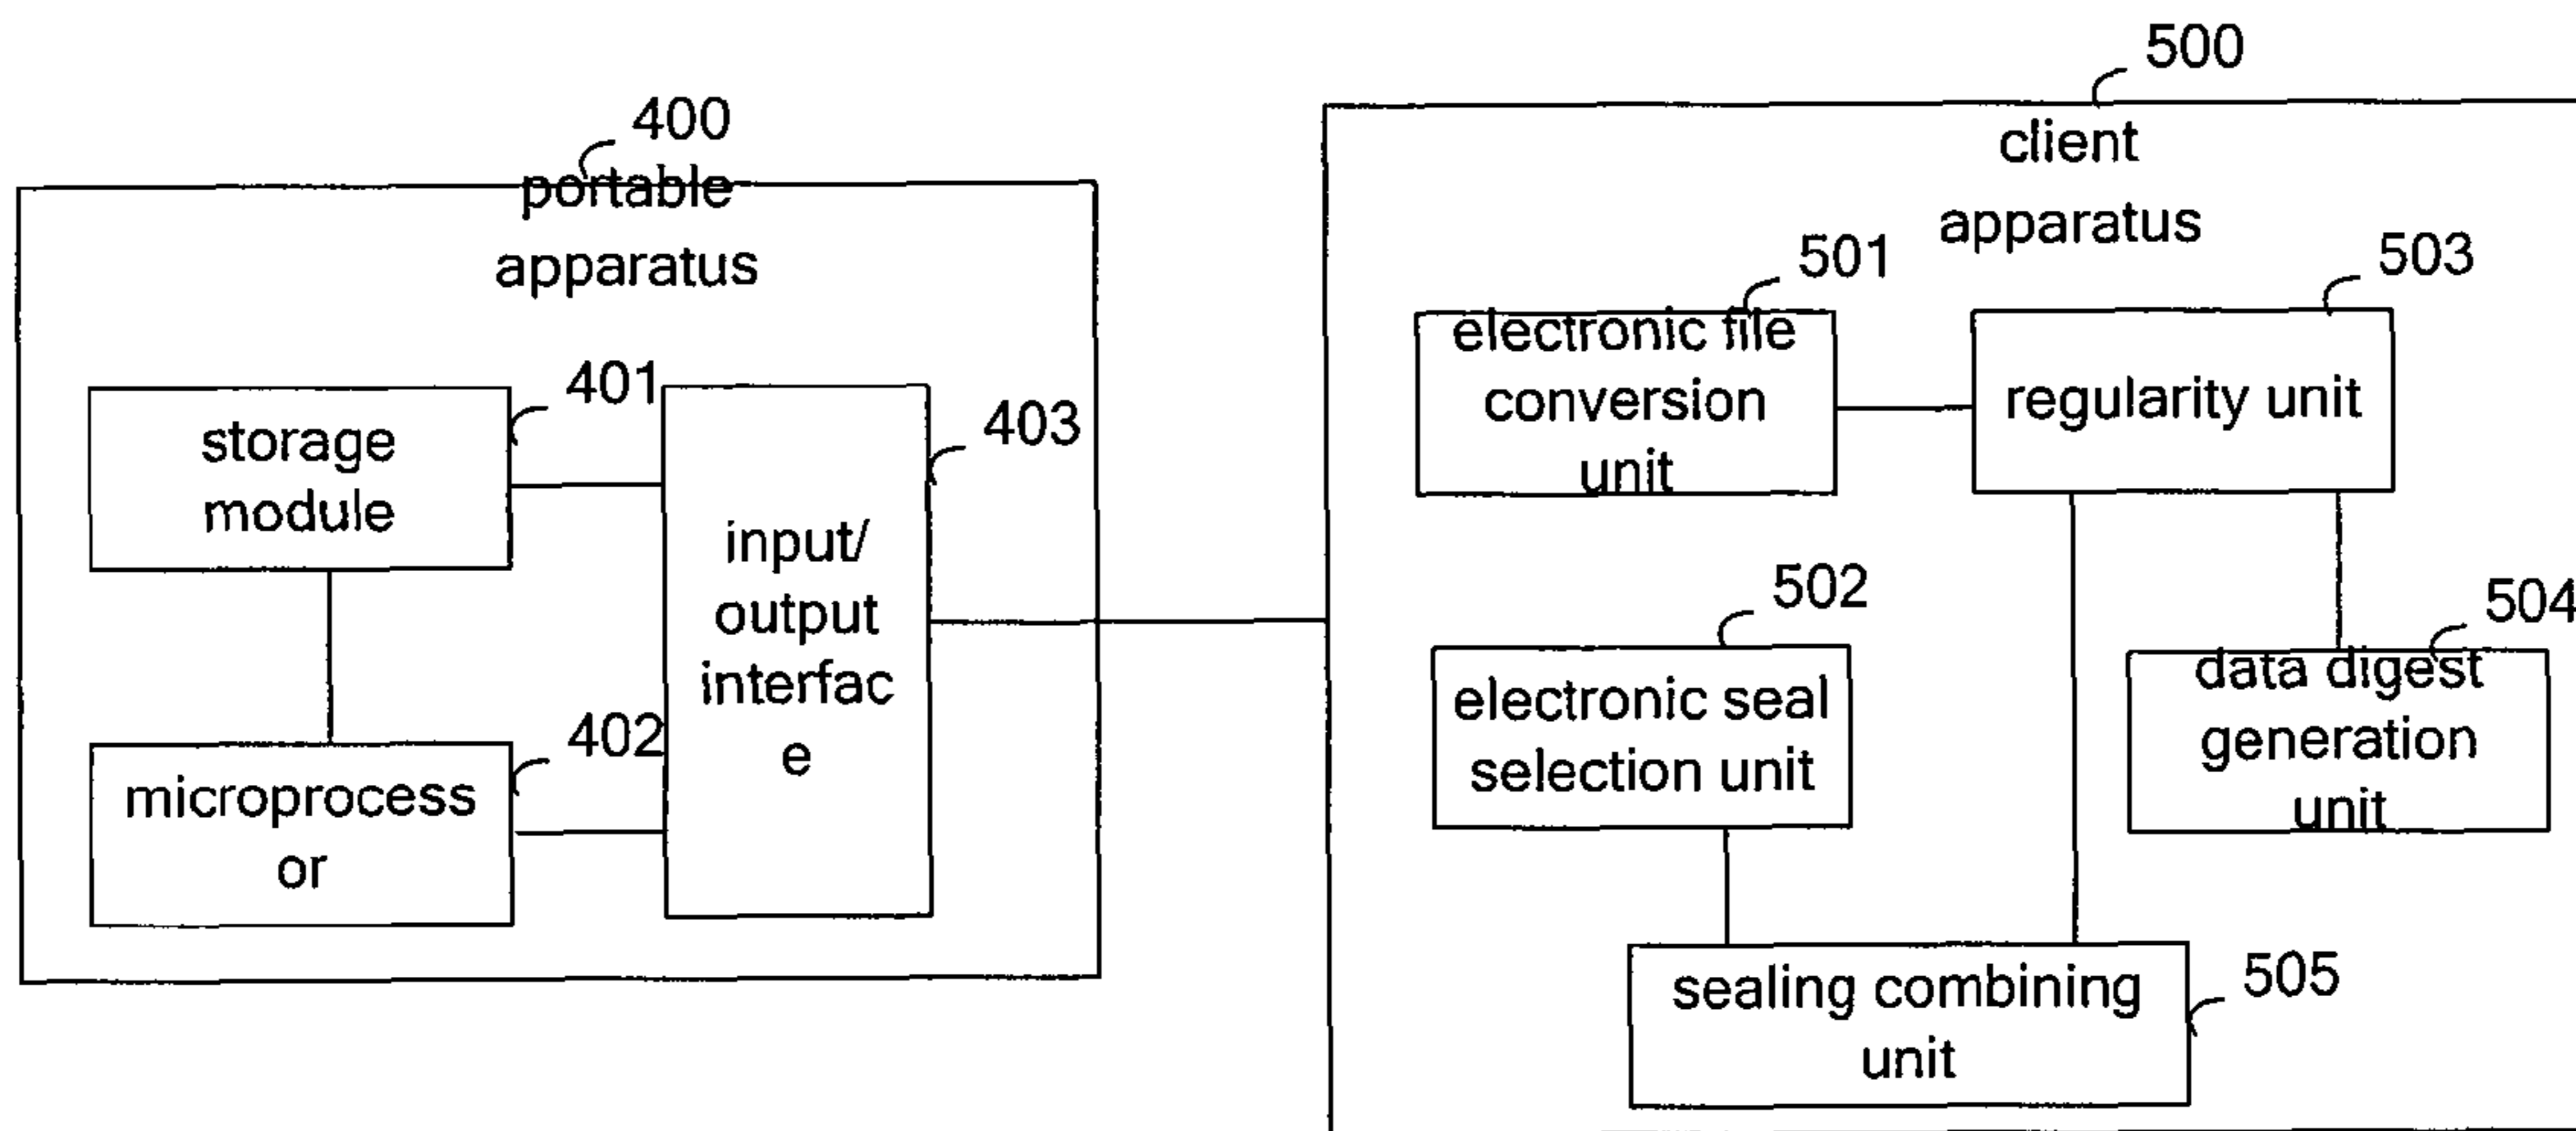 400
portable
apparatus
401
storage
module
402
microprocess
or
403
input/
output
interfac
e
500
client
apparatus
501
electronic file
conversion
unit
503
regularity unit
502
electronic seal
selection unit
504
data digest
generation
unit
505
sealing combining
unit